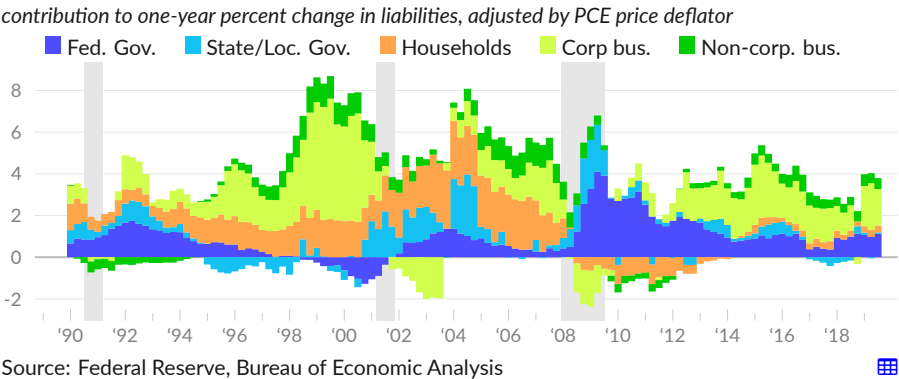 contribution to one-year percent change in liabilities, adjusted by PCE price deflator
Fed. Gov. State/Loc. Gov. Households Corp bus. Non-corp. bus.
8
6
4
2
0
-2
‘90 ‘92 ‘94 ‘96 ‘98 ‘00 ‘02 ‘04 ‘06 ‘08 ‘10 ‘12 ‘14 ‘16 ‘18
Source: Federal Reserve, Bureau of Economic Analysis